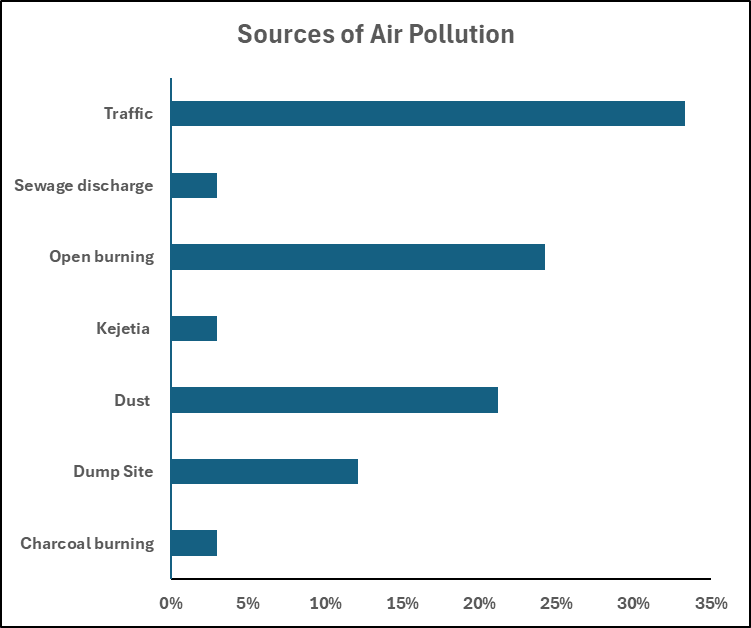 Sources of Air Pollution
Traffic
Sewage discharge
Open burning
Kejetia
Dust
Dump Site
Charcoal burning
0% 5% 10% 15% 20% 25% 30% 35%